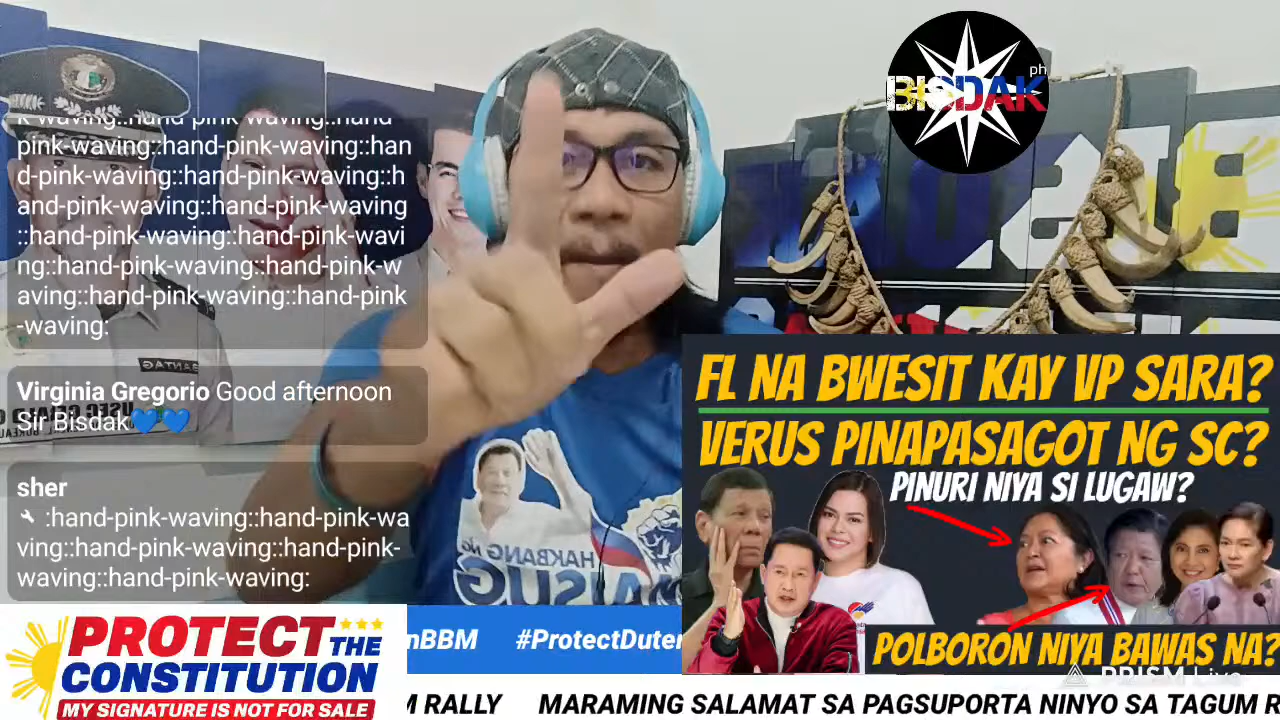 k-waving::hand-pink-waving::hand
pink-waving::hand-pink-waving::han
d-pink-waving::hand-pink-waving::h
and-pink-waving::hand-pink-waving
::hand-pink-waving::hand-pink-wavi
ng::hand-pink-waving::hand-pink-w
aving::hand-pink-waving::hand-pink
-waving:
Virginia Gregorio Good afternoon
Sir Bisdak💙💙
sher
:hand-pink-waving::hand-pink-wa
ving::hand-pink-waving::hand-pink-
waving::hand-pink-waving:
ph
BISDAK
BISDAK
BANTAG
HAKBANG NG
MAISUG
FL NA BWESIT KAY VP SARA?
VERUS PINAPASAGOT NG SC?
PINURI NIYA SI LUGAW?
POLBORON NIYA BAWAS NA?
PRISM Live
PROTECT THE
CONSTITUTION
MY SIGNATURE IS NOT FOR SALE
nBBM #ProtectDuter
M RALLY MARAMING SALAMAT SA PAGSUPORTA NINYO SA TAGUM R